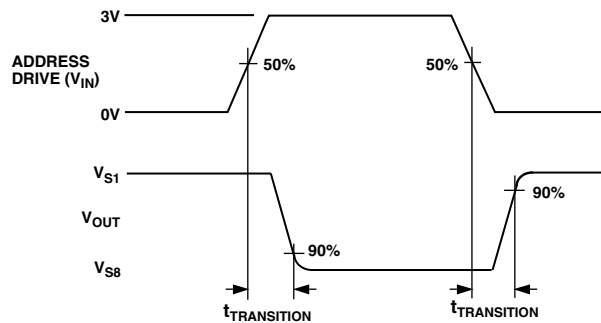 3V
ADDRESS
DRIVE (VIN)
50%
50%
0V
VS1
VOUT
90%
90%
VS8
tTRANSITION
tTRANSITION